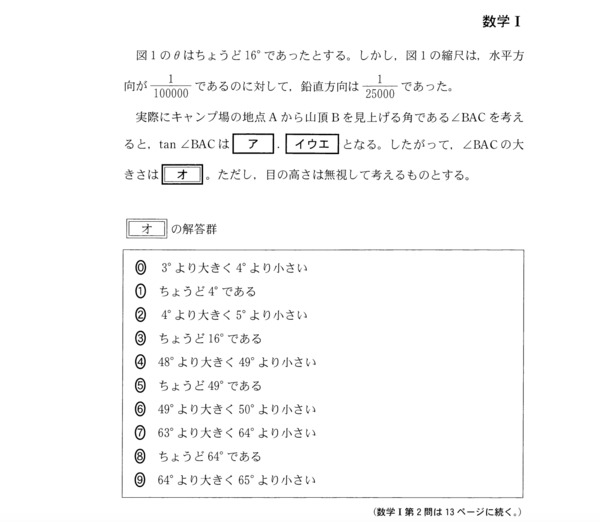 数学Ⅰ
図1のθはちょうど16°であったとする。しかし，図1の縮尺は，水平方
向が 1/100000 であるのに対して，鉛直方向は 1/25000 であった。
実際にキャンプ場の地点Aから山頂Bを見上げる角である∠BACを考え
ると，tan ∠BACは ア . イウエ となる。したがって，∠BACの大
きさは オ 。ただし，目の高さは無視して考えるものとする。
オ の解答群
⓪ 3°より大きく4°より小さい
① ちょうど4°である
② 4°より大きく5°より小さい
③ ちょうど16°である
④ 48°より大きく49°より小さい
⑤ ちょうど49°である
⑥ 49°より大きく50°より小さい
⑦ 63°より大きく64°より小さい
⑧ ちょうど64°である
⑨ 64°より大きく65°より小さい
(数学Ⅰ第2問は13ページに続く。)